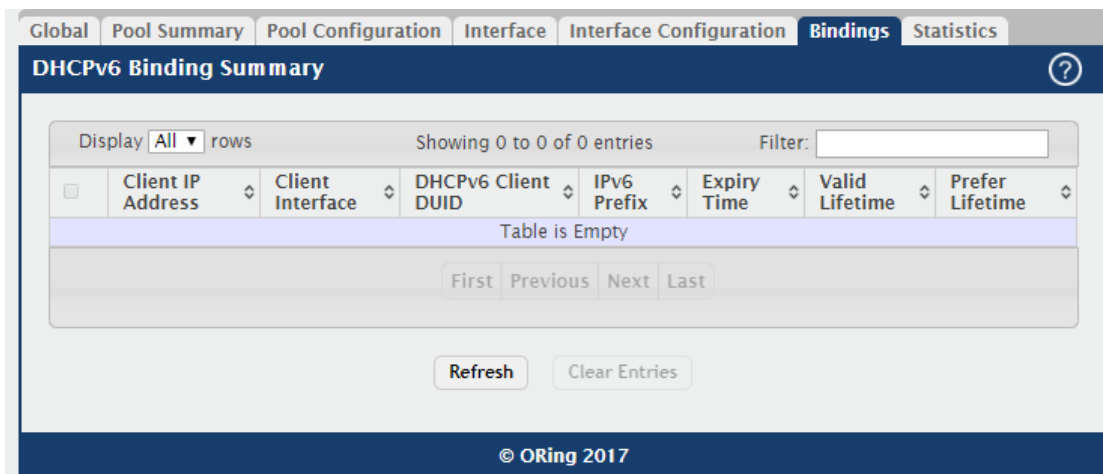 Global Pool Summary Pool Configuration Interface Interface Configuration Bindings Statistics
DHCPv6 Binding Summary ?
Display All ▼ rows Showing 0 to 0 of 0 entries Filter:
Client IP Address Client Interface DHCPv6 Client DUID IPv6 Prefix Expiry Time Valid Lifetime Prefer Lifetime
Table is Empty
First Previous Next Last
Refresh Clear Entries
© ORing 2017